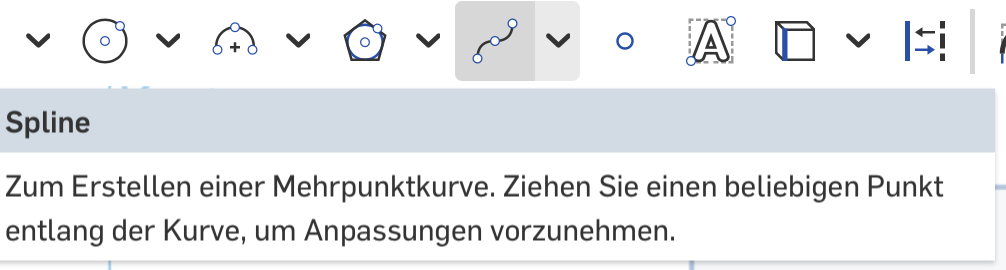 A
Spline
Zum Erstellen einer Mehrpunktkurve. Ziehen Sie einen beliebigen Punkt
entlang der Kurve, um Anpassungen vorzunehmen.